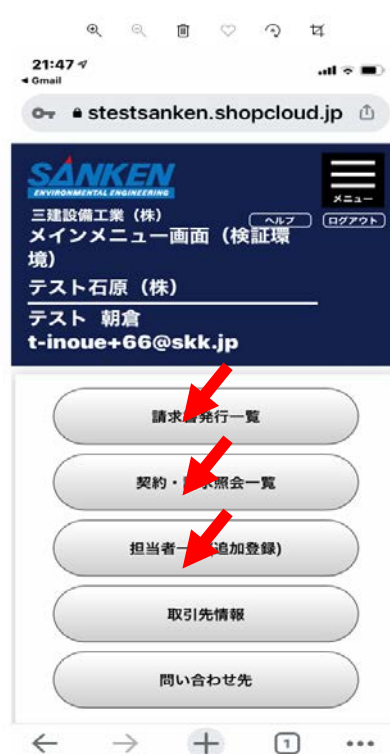 21:47
◀ Gmail
stestsanken.shopcloud.jp
SANKEN
ENVIRONMENTAL ENGINEERING
メニュー
三建設備工業（株）
ヘルプ
ログアウト
メインメニュー画面（検証環
境）
テスト石原（株）
テスト 朝倉
t-inoue+66@skk.jp
請求 発行一覧
契約・ 求照会一覧
担当者一 追加登録)
取引先情報
問い合わせ先
1